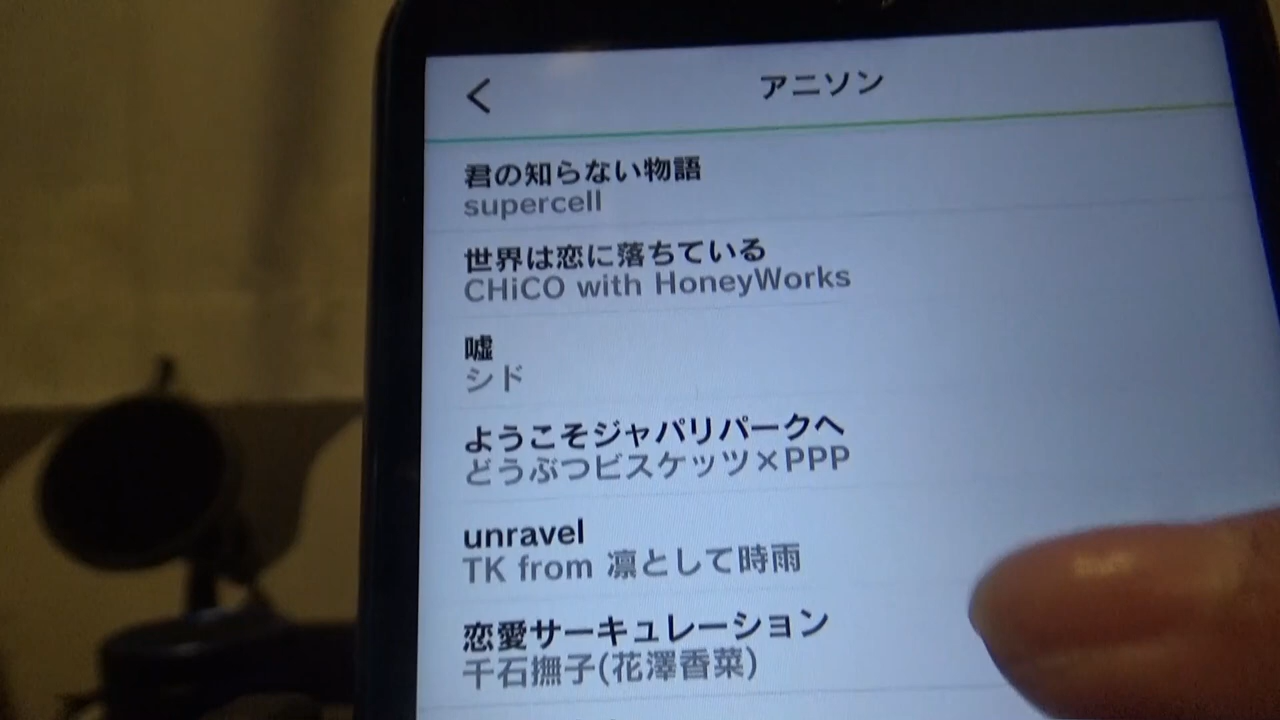 アニソン
君の知らない物語
supercell
世界は恋に落ちている
CHiCO with HoneyWorks
嘘
シド
ようこそジャパリパークへ
どうぶつビスケッツ×PPP
unravel
TK from 凛として時雨
恋愛サーキュレーション
千石撫子(花澤香菜)